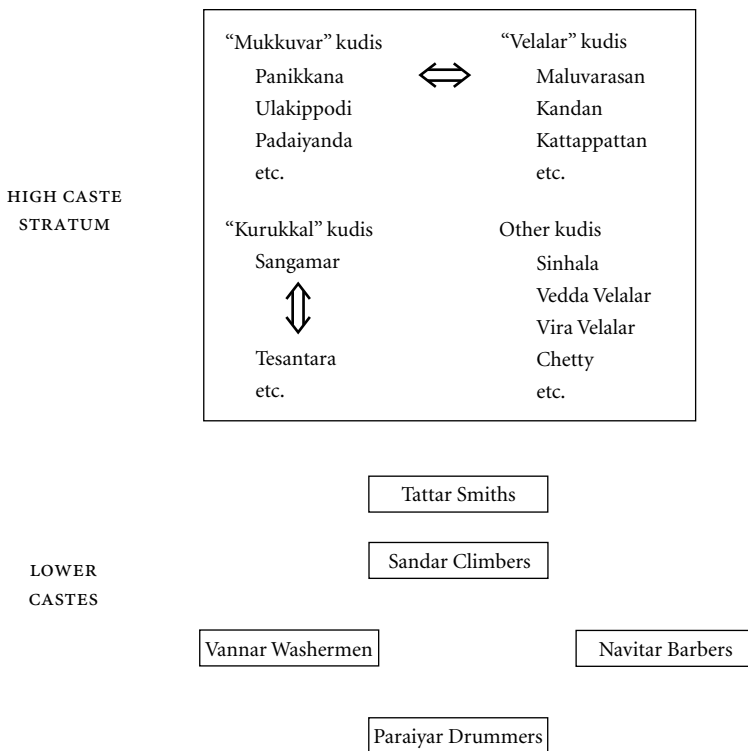 HIGH CASTE
STRATUM
“Mukkuvar” kudis
Panikkana
Ulakippodi
Padaiyanda
etc.
“Velalar” kudis
Maluvarasan
Kandan
Kattappattan
etc.
“Kurukkal” kudis
Sangamar
Tesantara
etc.
Other kudis
Sinhala
Vedda Velalar
Vira Velalar
Chetty
etc.
LOWER
CASTES
Tattar Smiths
Sandar Climbers
Vannar Washermen
Navitar Barbers
Paraiyar Drummers